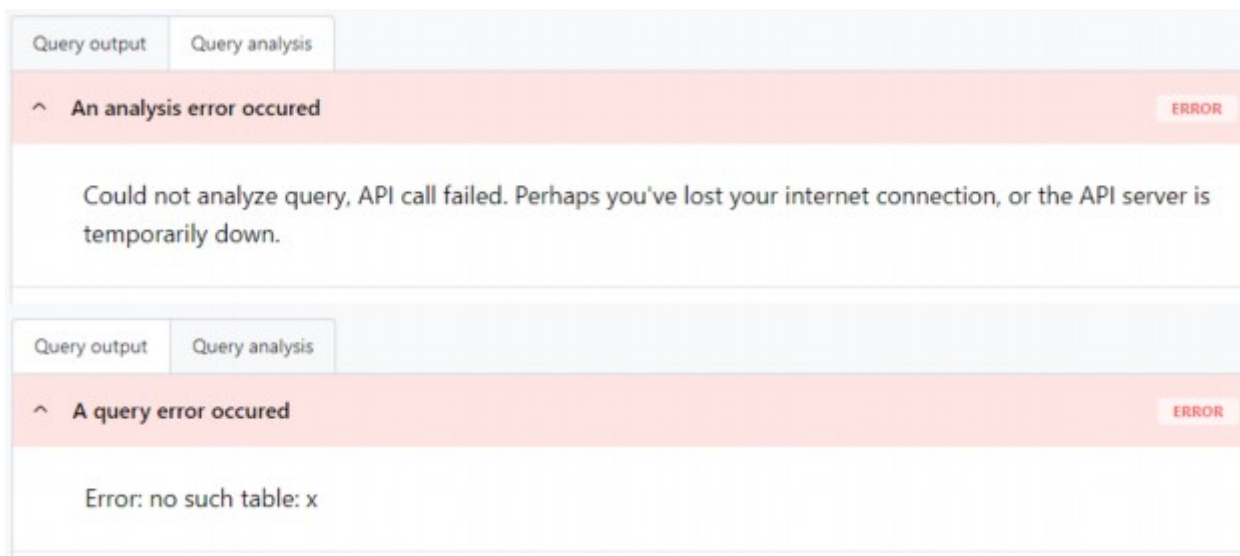 Query output Query analysis
An analysis error occured ERROR
Could not analyze query, API call failed. Perhaps you've lost your internet connection, or the API server is
temporarily down.
Query output Query analysis
A query error occured ERROR
Error: no such table: x